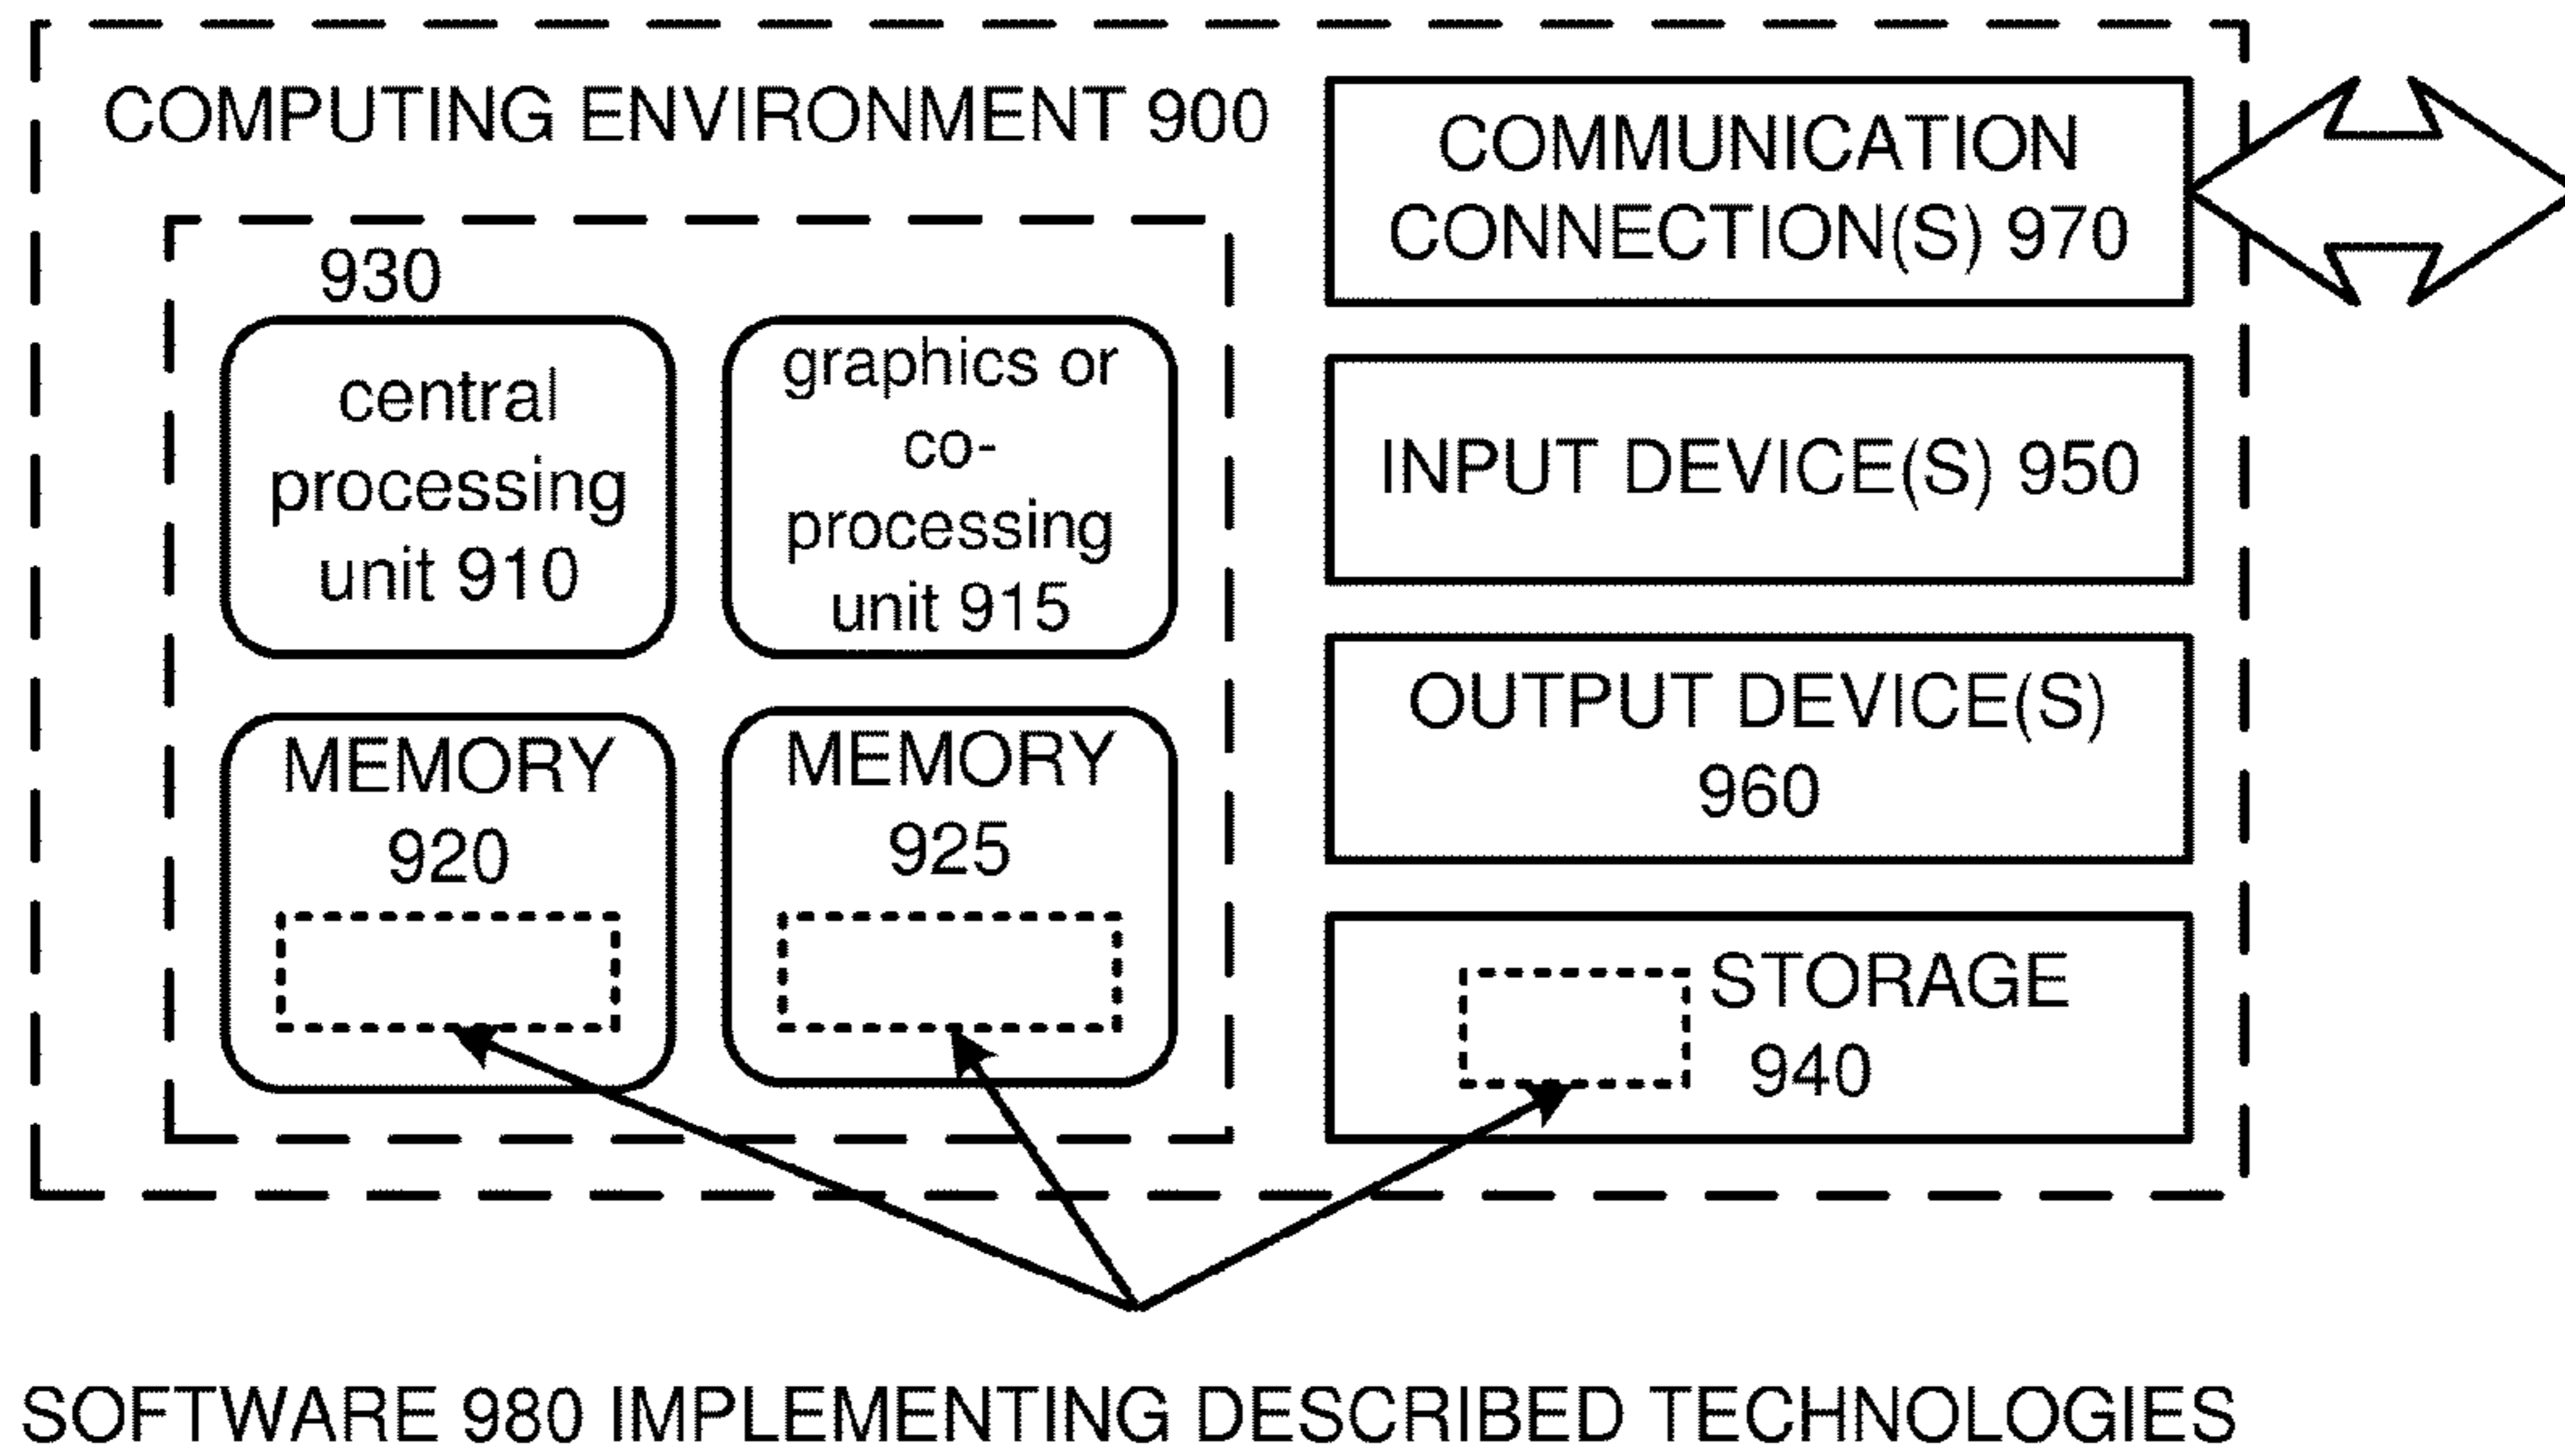 COMPUTING ENVIRONMENT 900
930
central
processing
unit 910
graphics or
co-
processing
unit 915
MEMORY
920
MEMORY
925
COMMUNICATION
CONNECTION(S) 970
INPUT DEVICE(S) 950
OUTPUT DEVICE(S)
960
STORAGE
940
SOFTWARE 980 IMPLEMENTING DESCRIBED TECHNOLOGIES